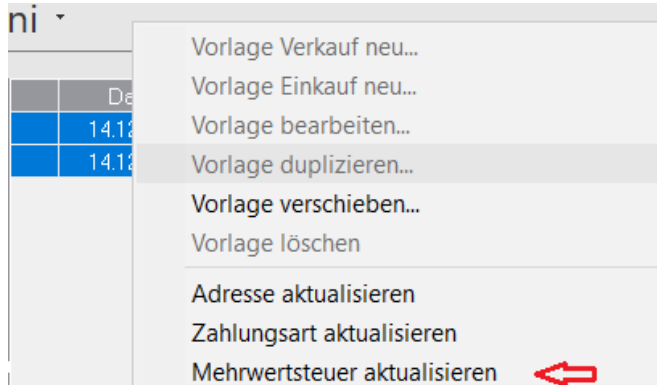 ni
Vorlage Verkauf neu...
Vorlage Einkauf neu...
Vorlage bearbeiten...
14.12
Vorlage duplizieren...
14.12
Vorlage verschieben...
Vorlage löschen
Adresse aktualisieren
Zahlungsart aktualisieren
Mehrwertsteuer aktualisieren